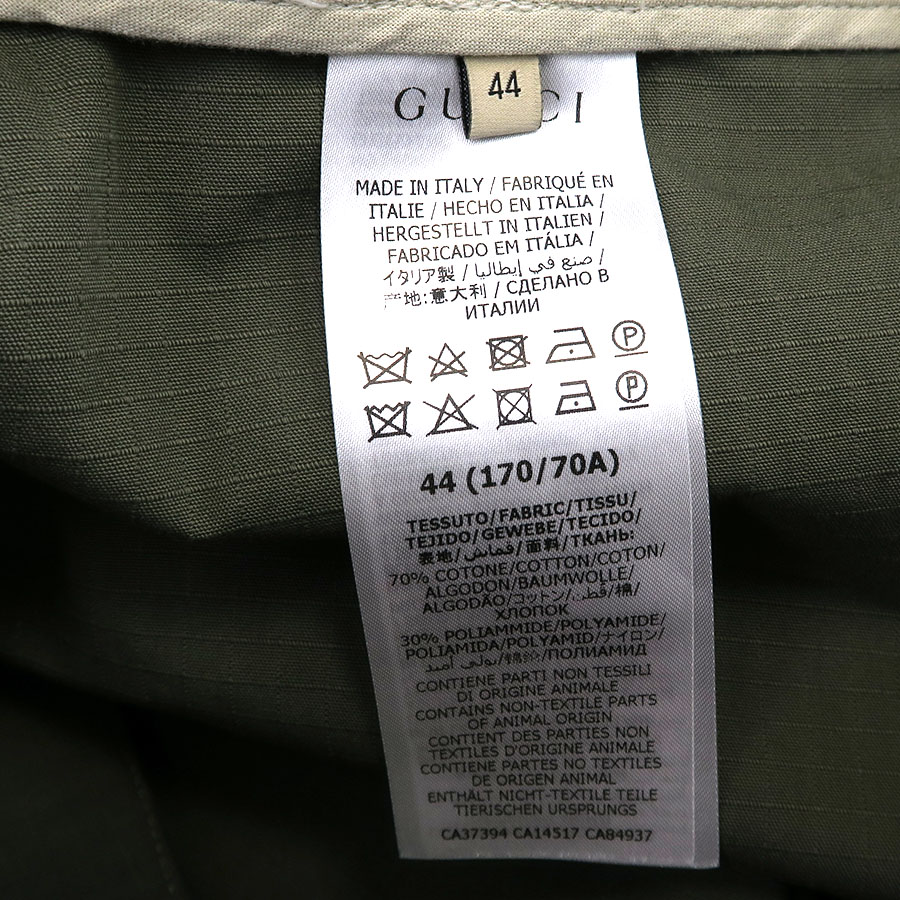 44
GUCCI
MADE IN ITALY / FABRIQUÉ EN
ITALIE / HECHO EN ITALIA /
HERGESTELLT IN ITALIEN /
FABRICADO EM ITÁLIA /
イタリア製 / صنع في إيطاليا /
产地:意大利 / СДЕЛАНО В
ИТАЛИИ
P
P
44 (170/70A)
TESSUTO/FABRIC/TISSU/
TEJIDO/GEWEBE/TECIDO/
表地/قماش/面料/ТКАНЬ:
70% COTONE/COTTON/COTON/
ALGODON/BAUMWOLLE/
ALGODÃO/コットン/قطن/棉/
ХЛОПОК
30% POLIAMMIDE/POLYAMIDE/
POLIAMIDA/POLYAMID/ナイロン/
بولي أميد/锦纶/ПОЛИАМИД
CONTIENE PARTI NON TESSILI
DI ORIGINE ANIMALE
CONTAINS NON-TEXTILE PARTS
OF ANIMAL ORIGIN
CONTIENT DES PARTIES NON
TEXTILES D'ORIGINE ANIMALE
CONTIENE PARTES NO TEXTILES
DE ORIGEN ANIMAL
ENTHÄLT NICHT-TEXTILE TEILE
TIERISCHEN URSPRUNGS
CA37394 CA14517 CA84937